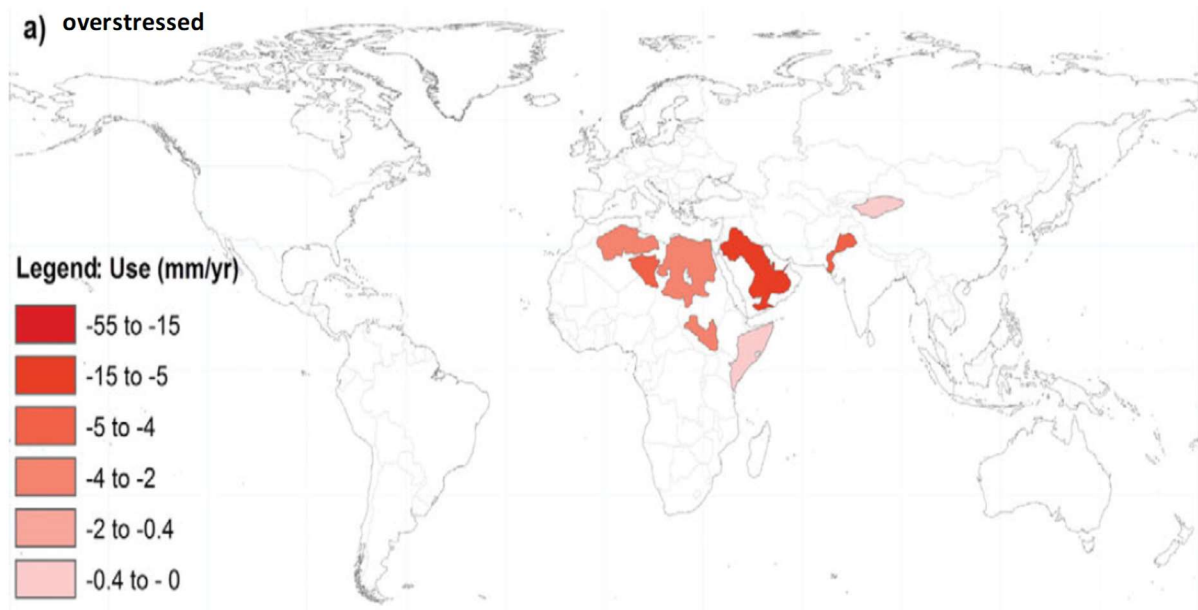 a) overstressed
Legend: Use (mm/yr)
-55 to -15
-15 to -5
-5 to -4
-4 to -2
-2 to -0.4
-0.4 to - 0